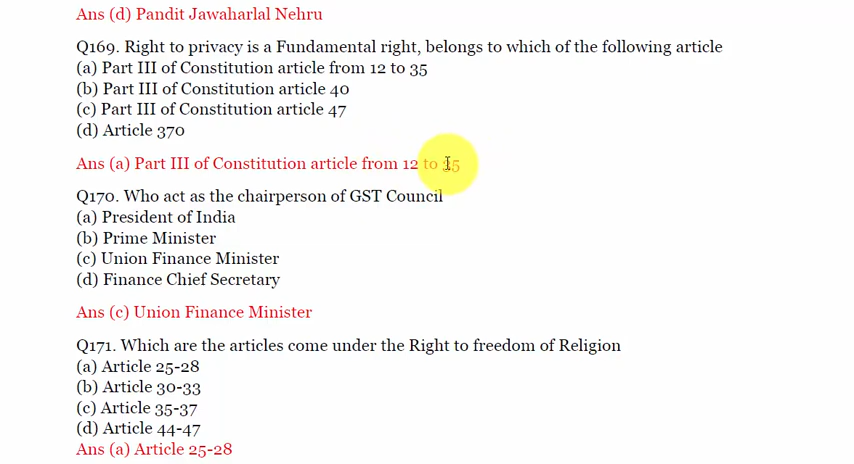 Ans (d) Pandit Jawaharlal Nehru
Q169. Right to privacy is a Fundamental right, belongs to which of the following article
(a) Part III of Constitution article from 12 to 35
(b) Part III of Constitution article 40
(c) Part III of Constitution article 47
(d) Article 370
Ans (a) Part III of Constitution article from 12 to 35
Q170. Who act as the chairperson of GST Council
(a) President of India
(b) Prime Minister
(c) Union Finance Minister
(d) Finance Chief Secretary
Ans (c) Union Finance Minister
Q171. Which are the articles come under the Right to freedom of Religion
(a) Article 25-28
(b) Article 30-33
(c) Article 35-37
(d) Article 44-47
Ans (a) Article 25-28